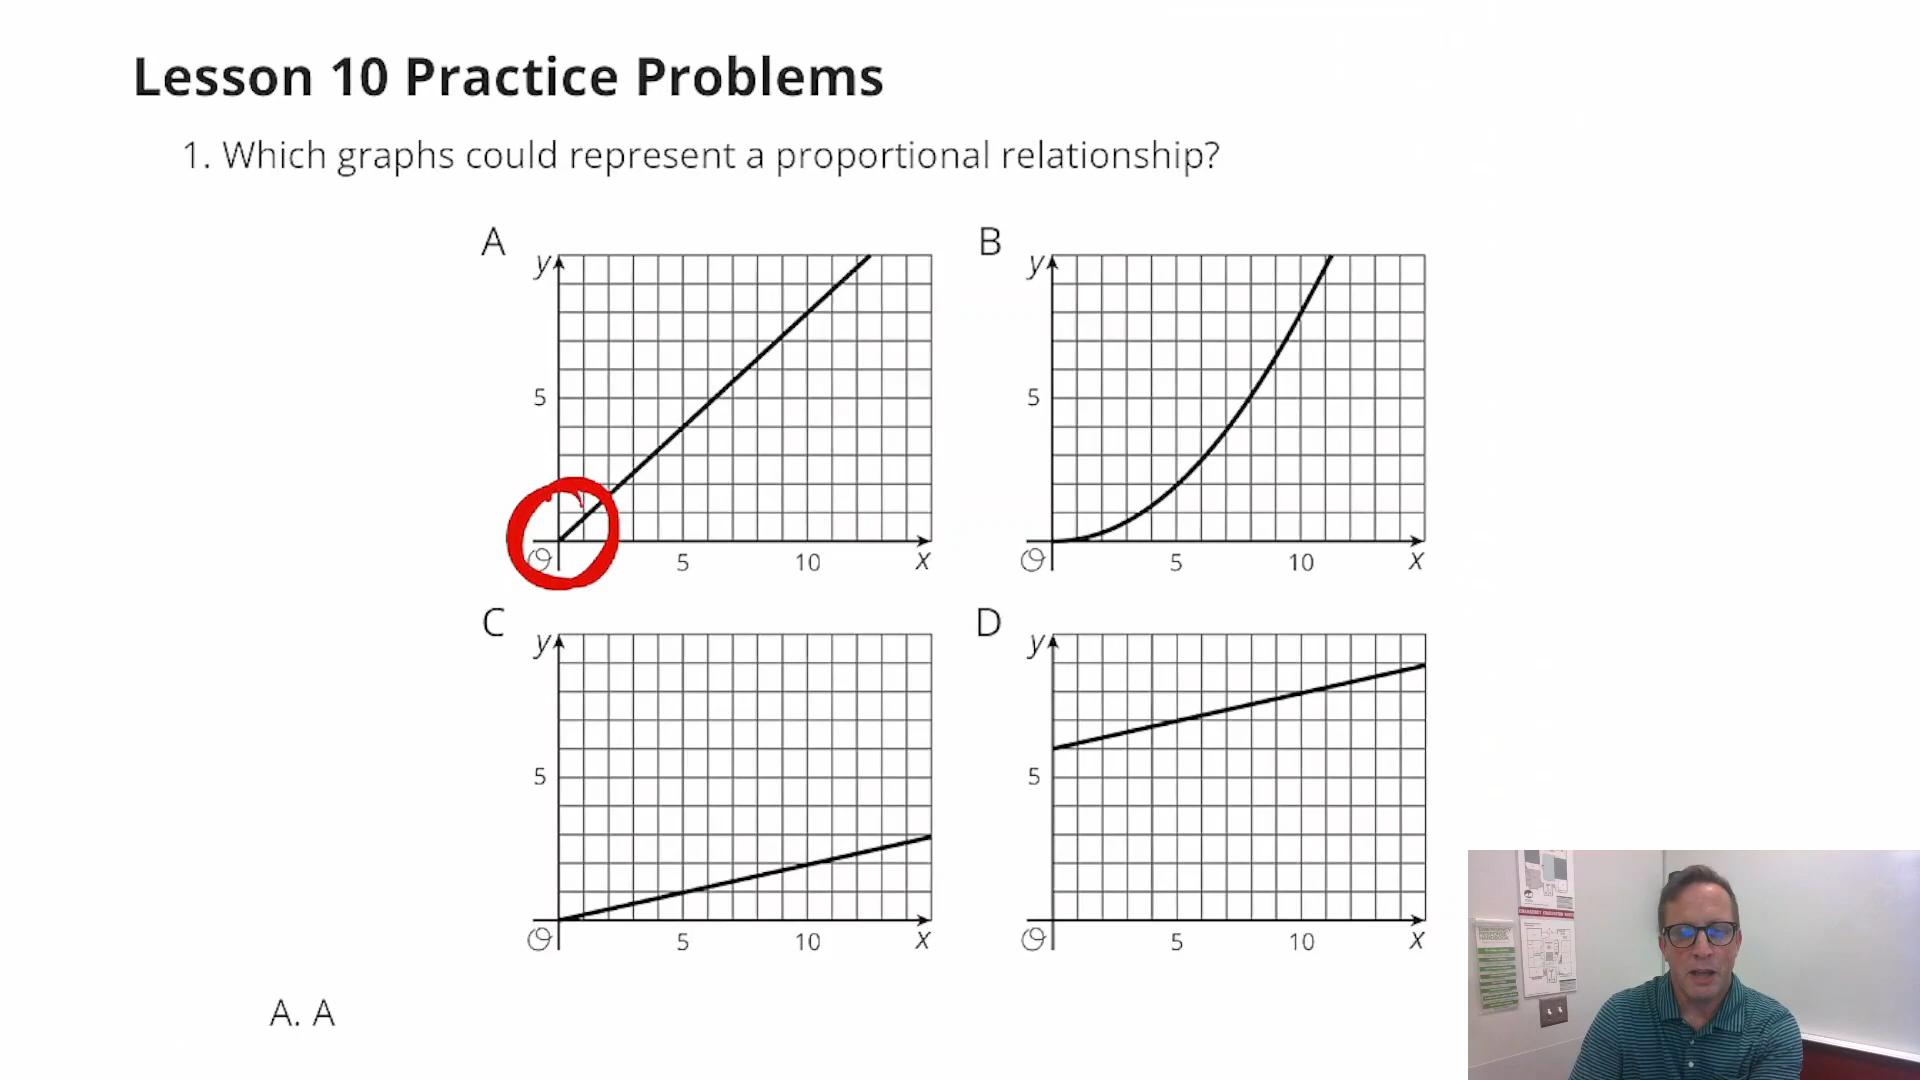 Lesson 10 Practice Problems
1. Which graphs could represent a proportional relationship?
A
y
5
O
5
10
x
B
y
5
O
5
10
x
C
y
5
O
5
10
x
D
y
5
O
5
10
x
A. A